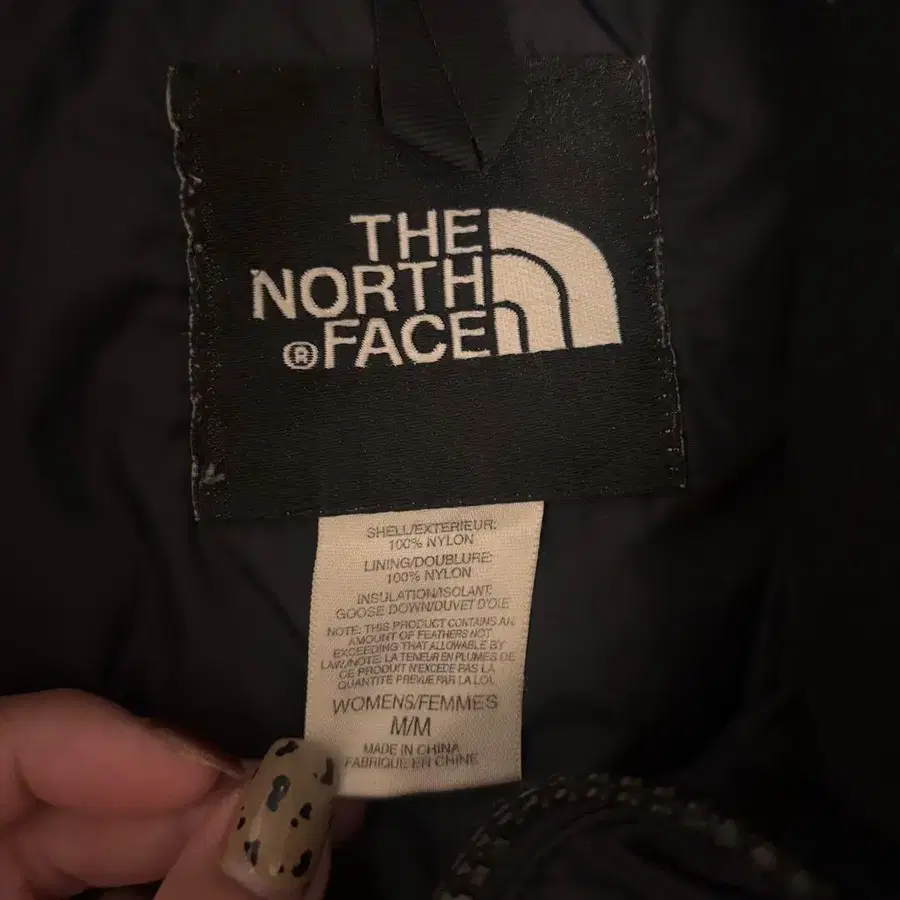 THE
NORTH
®FACE
SHELL/EXTERIEUR:
100% NYLON
LINING/DOUBLURE:
100% NYLON
INSULATION/ISOLANT:
GOOSE DOWN/DUVET D'OIE
NOTE: THIS PRODUCT CONTAINS AN
AMOUNT OF FEATHERS NOT
EXCEEDING THAT ALLOWABLE BY
LAW/NOTE: LA TENEUR EN PLUMES DE
CE PRODUIT N'EXCEDE PAS LA
QUANTITE PREVUE PAR LA LOI.
WOMENS/FEMMES
M/M
MADE IN CHINA
FABRIQUE EN CHINE